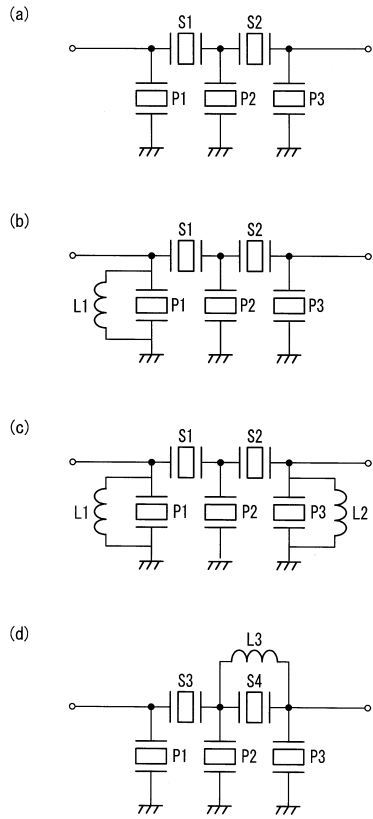 (a)
S1 S2
P1 P2 P3
(b)
S1 S2
L1 P1 P2 P3
(c)
S1 S2
L1 P1 P2 P3 L2
(d)
L3
S3 S4
P1 P2 P3